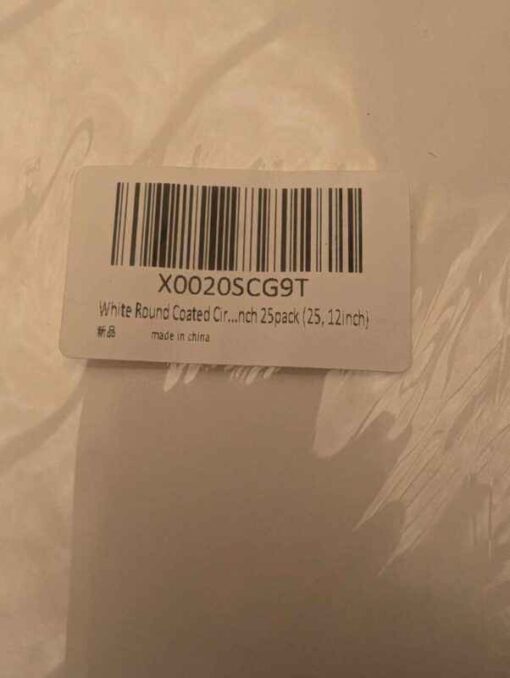 X0020SCG9T
White Round Coated Cir...nch 25pack (25, 12inch)
新品 made in china